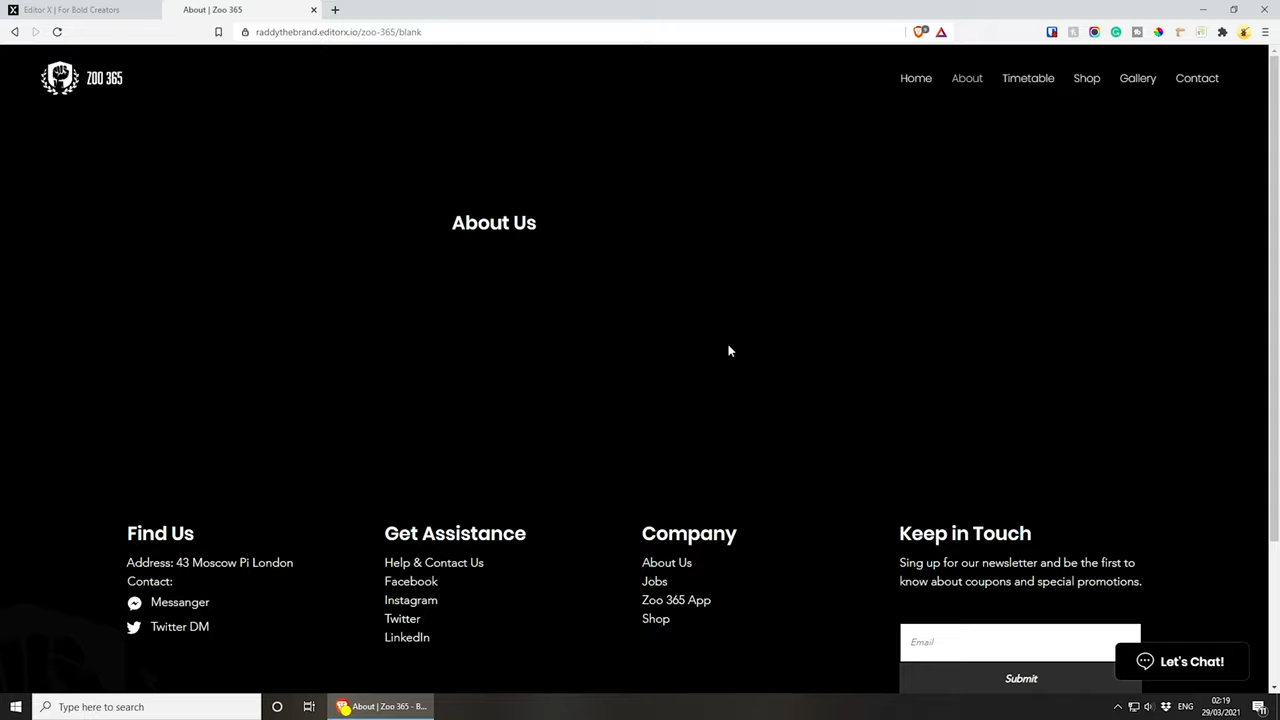 Editor X | For Bold Creators
About | Zoo 365
raddythebrand.editorx.io/zoo-365/blank
ZOO 365
Home About Timetable Shop Gallery Contact
About Us
Find Us
Address: 43 Moscow Pi London
Contact:
Messanger
Twitter DM
Get Assistance
Help & Contact Us
Facebook
Instagram
Twitter
LinkedIn
Company
About Us
Jobs
Zoo 365 App
Shop
Keep in Touch
Sing up for our newsletter and be the first to
know about coupons and special promotions.
Email
Submit
Let's Chat!
Type here to search
About | Zoo 365 - B...
ENG
02:19
29/03/2021